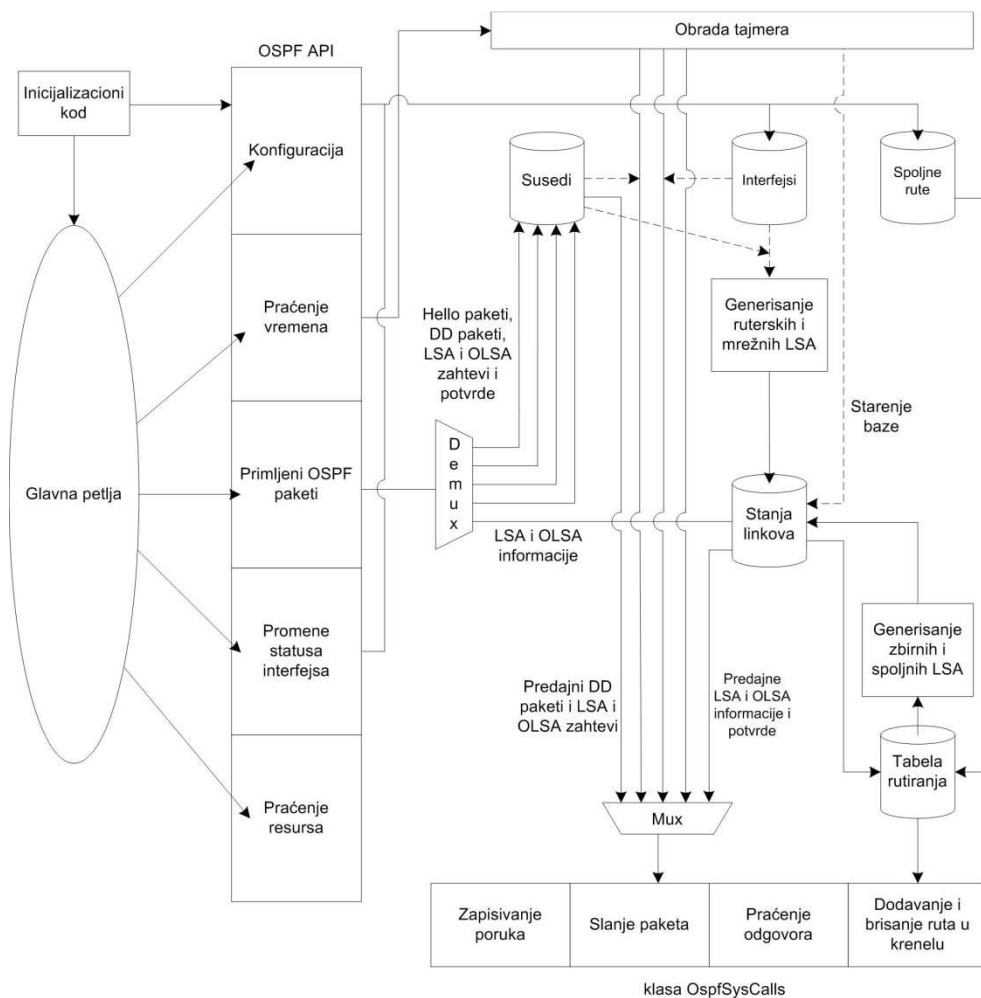 Obrada tajmera
OSPF API
Inicijalizacioni
kod
Konfiguracija
Susedi
Interfejsi
Spoljne
rute
Praćenje
vremena
Hello paketi,
DD paketi,
LSA i OLSA
zahtevi i
potvrde
Generisanje
ruterskih i
mrežnih LSA
Starenje
baze
Glavna petlja
Primljeni OSPF
paketi
D
e
m
u
x
LSA i OLSA
informacije
Stanja
linkova
Promene
statusa
interfejsa
Generisanje
zbirnih i
spoljnih LSA
Predajni DD
paketi i LSA i
OLSA zahtevi
Predajne
LSA i OLSA
informacije i
potvrde
Tabela
rutiranja
Praćenje
resursa
Mux
Zapisivanje
poruka
Slanje paketa
Praćenje
odgovora
Dodavanje i
brisanje ruta u
krenelu
klasa OspfSysCalls